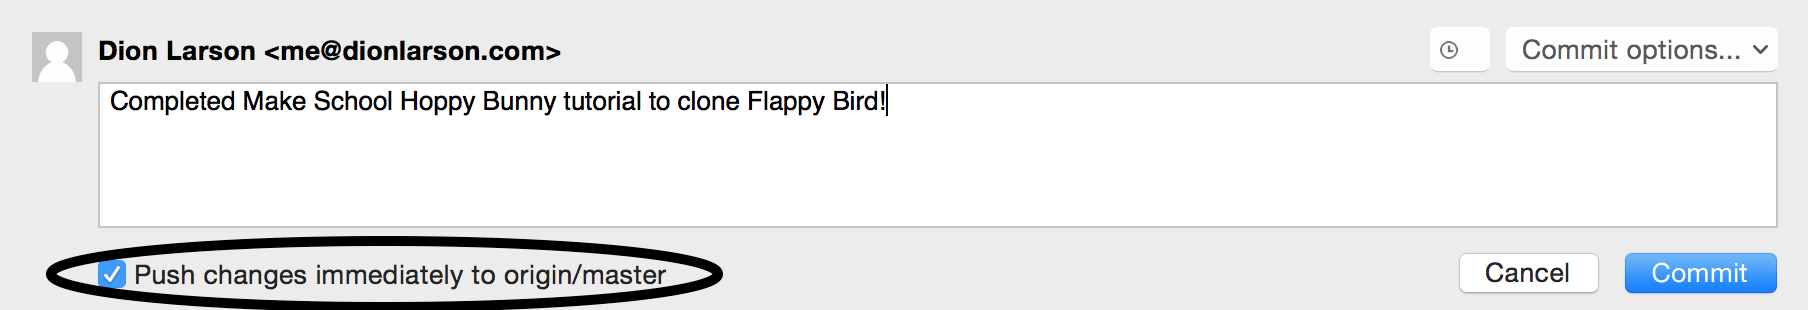 Dion Larson <me@dionlarson.com>
Commit options...
Completed Make School Hoppy Bunny tutorial to clone Flappy Bird!
Push changes immediately to origin/master
Cancel
Commit